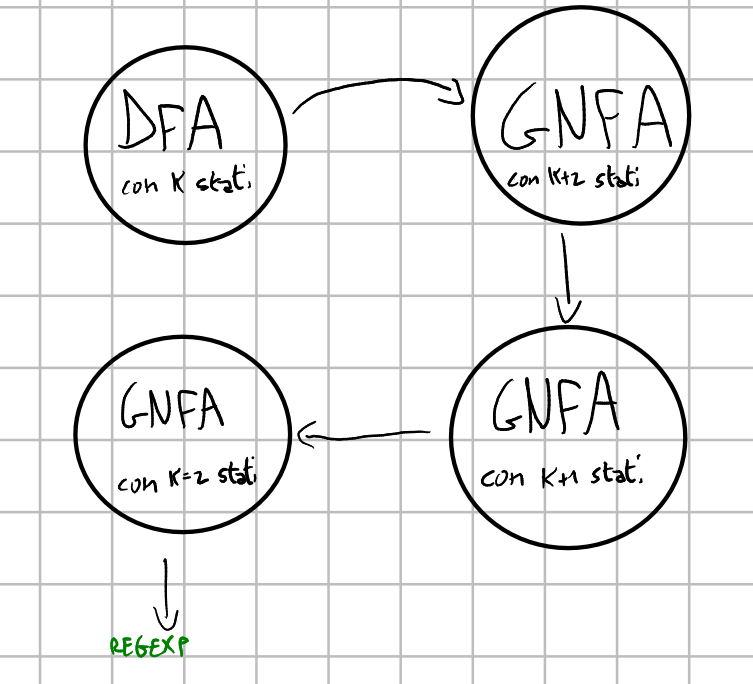 DFA
con K stati
GNFA
con K+2 stati
GNFA
con K+1 stati
GNFA
con K=2 stati
REGEXP